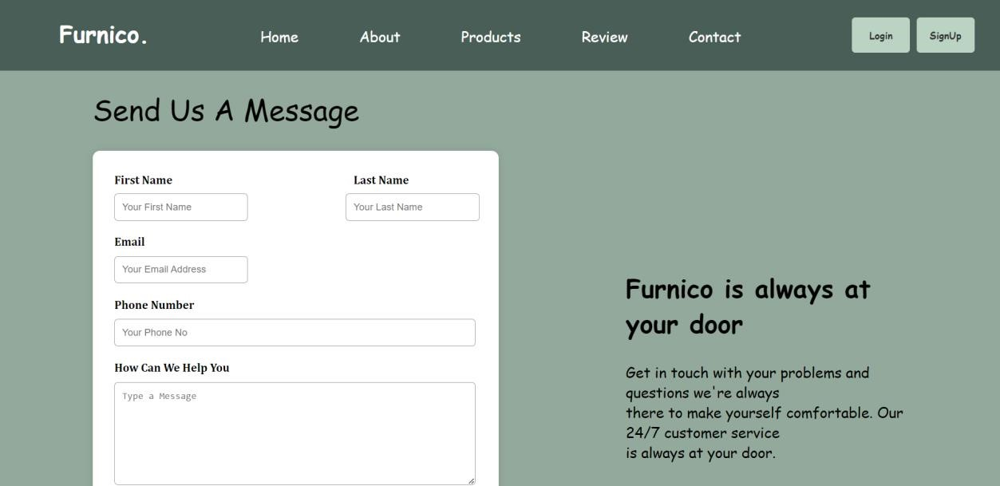 Furnico.
Home
About
Products
Review
Contact
Login
SignUp
Send Us A Message
First Name
Last Name
Your First Name
Your Last Name
Email
Your Email Address
Phone Number
Your Phone No
How Can We Help You
Type a Message
Furnico is always at
your door
Get in touch with your problems and
questions we're always
there to make yourself comfortable. Our
24/7 customer service
is always at your door.